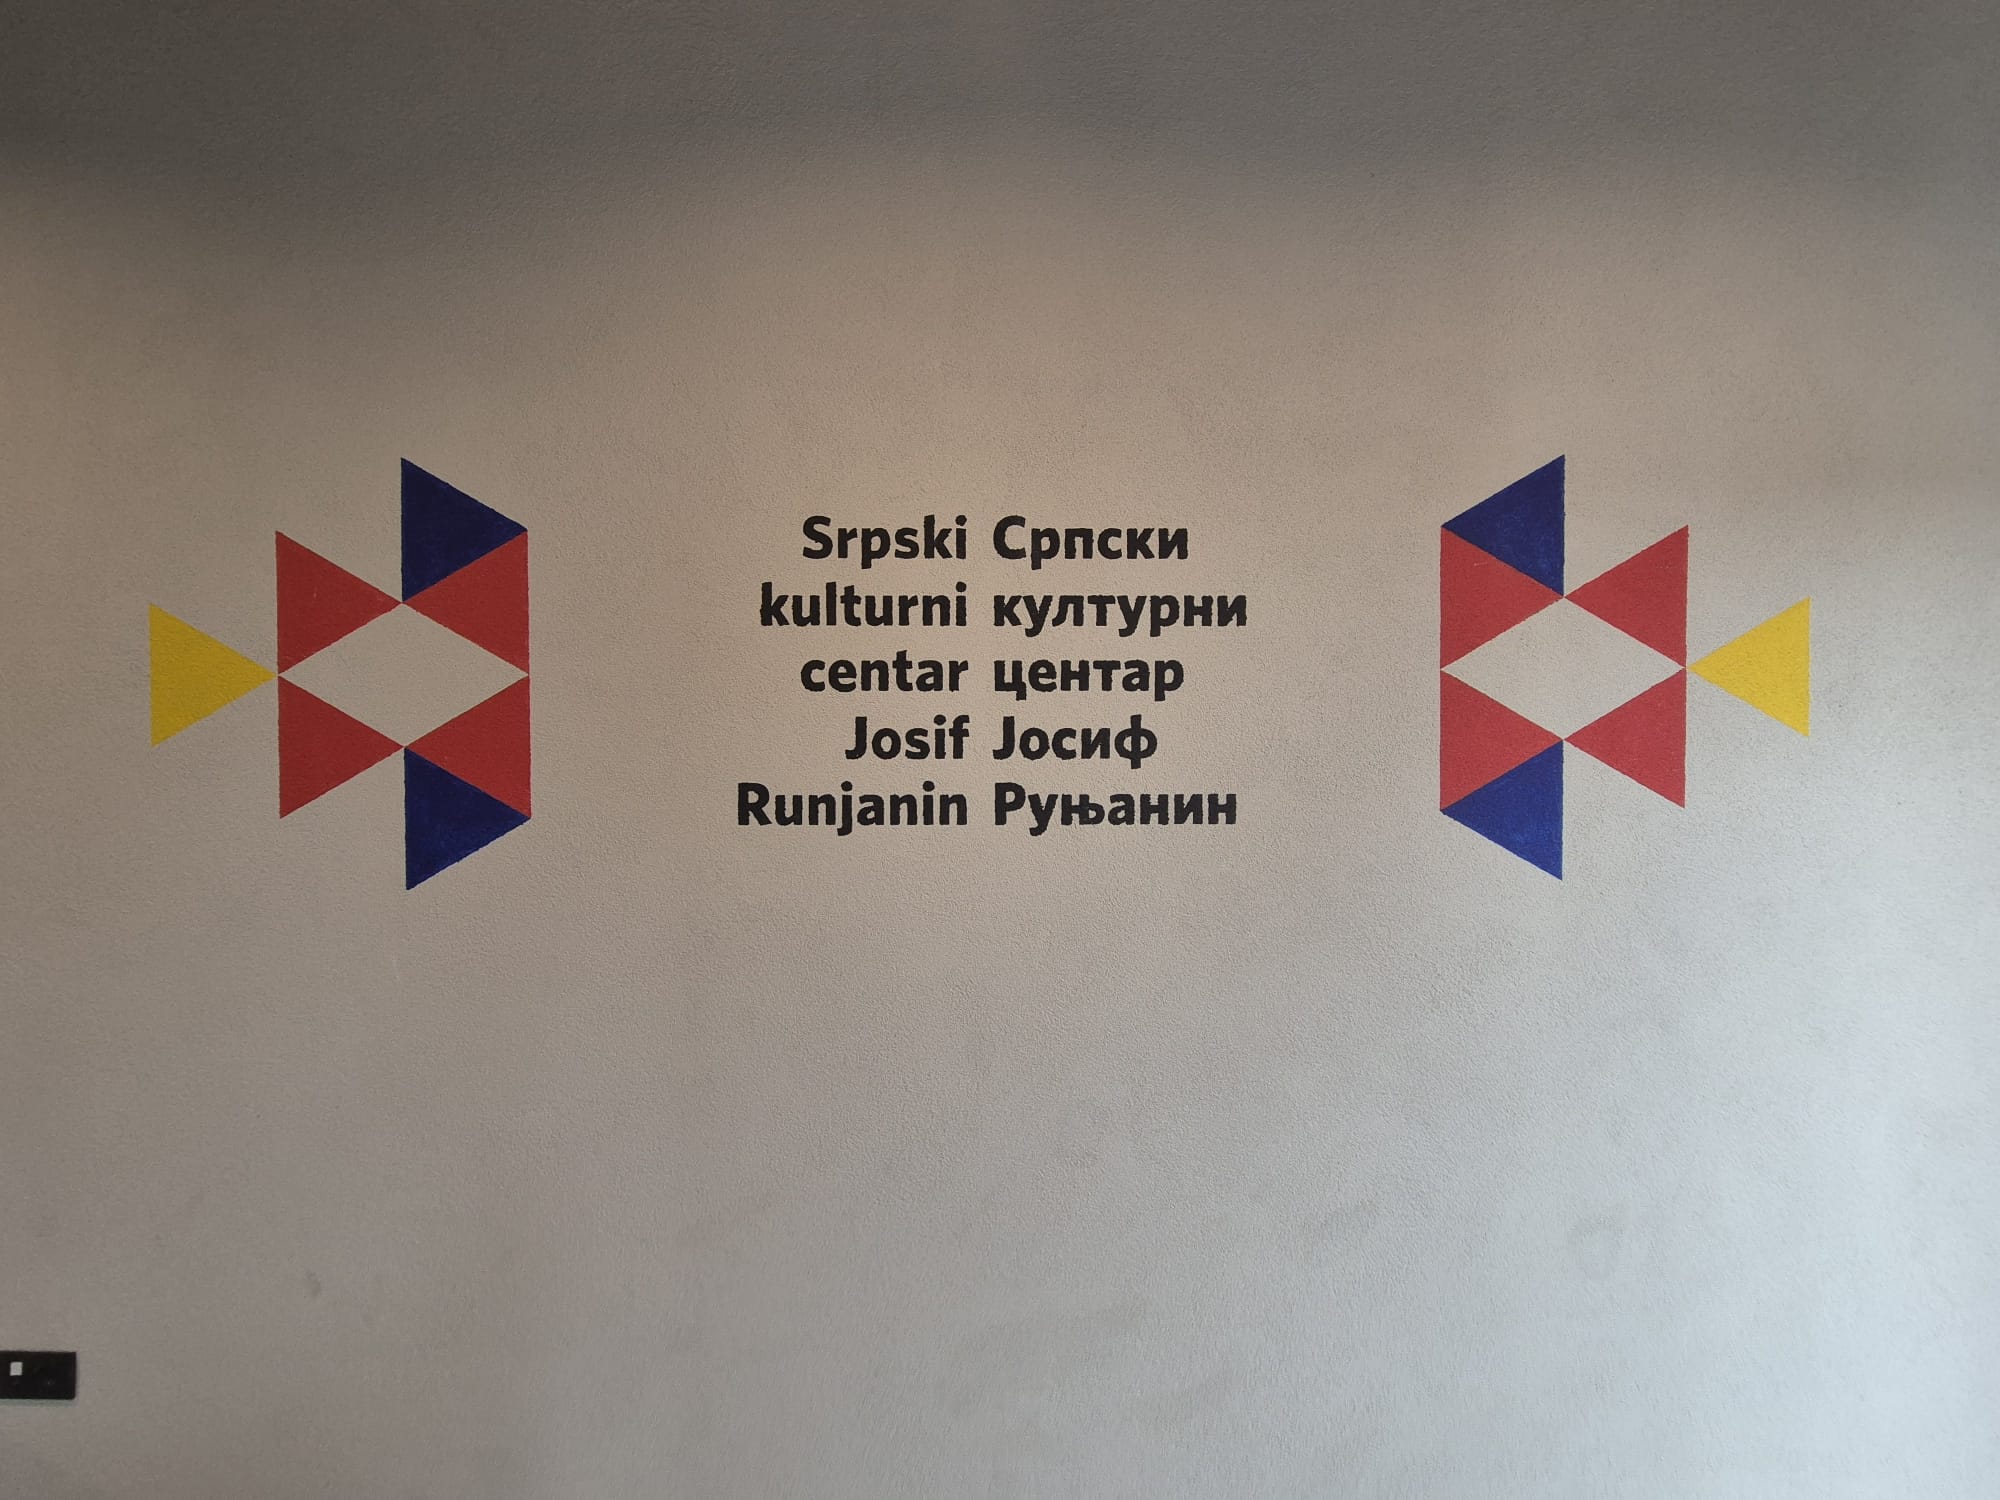 Srpski Српски
kulturni културни
centar центар
Josif Јосиф
Runjanin Руњанин